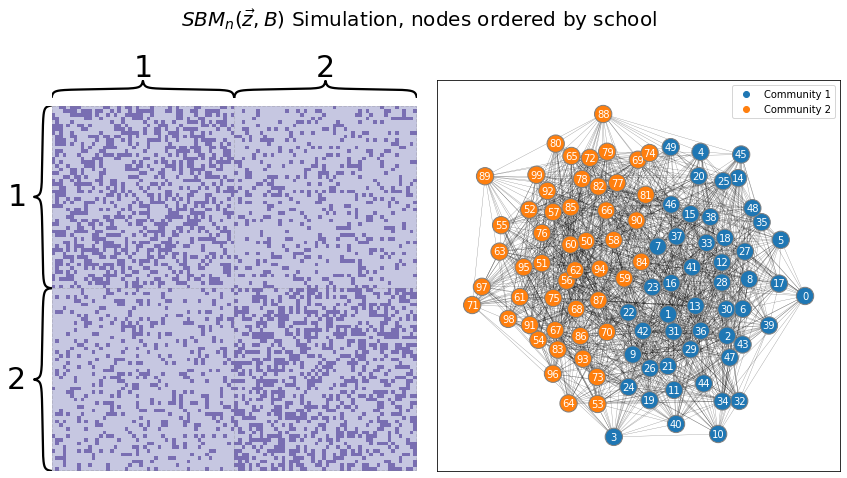 SBMₙ(z⃗, B) Simulation, nodes ordered by school
1 2
1
2
Community 1
Community 2
88
80 79 49 4 45
65 72 69 74
89 99 78 77 20 25 14
92 82 81
52 57 85 66 46 15 38 48
55 76 90 35
60 50 58 7 37 33 18 5
63 27
95 51 62 94 84 41 12
97 56 59 23 16 28 8 17
71 61 75 87 13 0
98 68 22 1 30 6
91 67 86 70 42 31 36 39
54 2
83 93 9 29 43
96 26 21 47
73 24 11 44
64 53 19 34 32
40
3 10